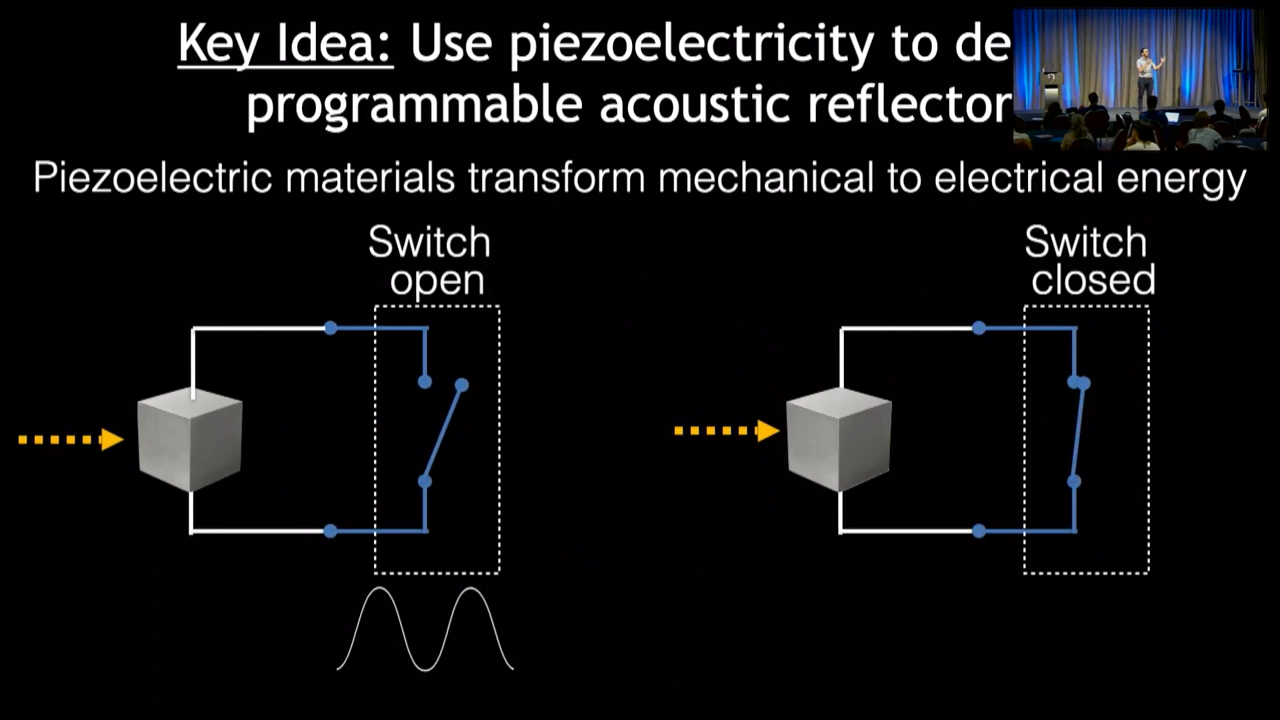 Key Idea: Use piezoelectricity to de
programmable acoustic reflector
Piezoelectric materials transform mechanical to electrical energy
Switch
open
Switch
closed